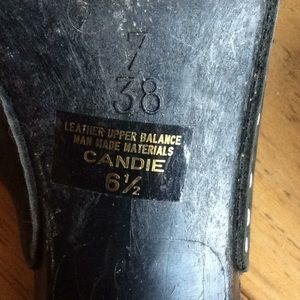 7
38
LEATHER UPPER BALANCE
MAN MADE MATERIALS
CANDIE
6½